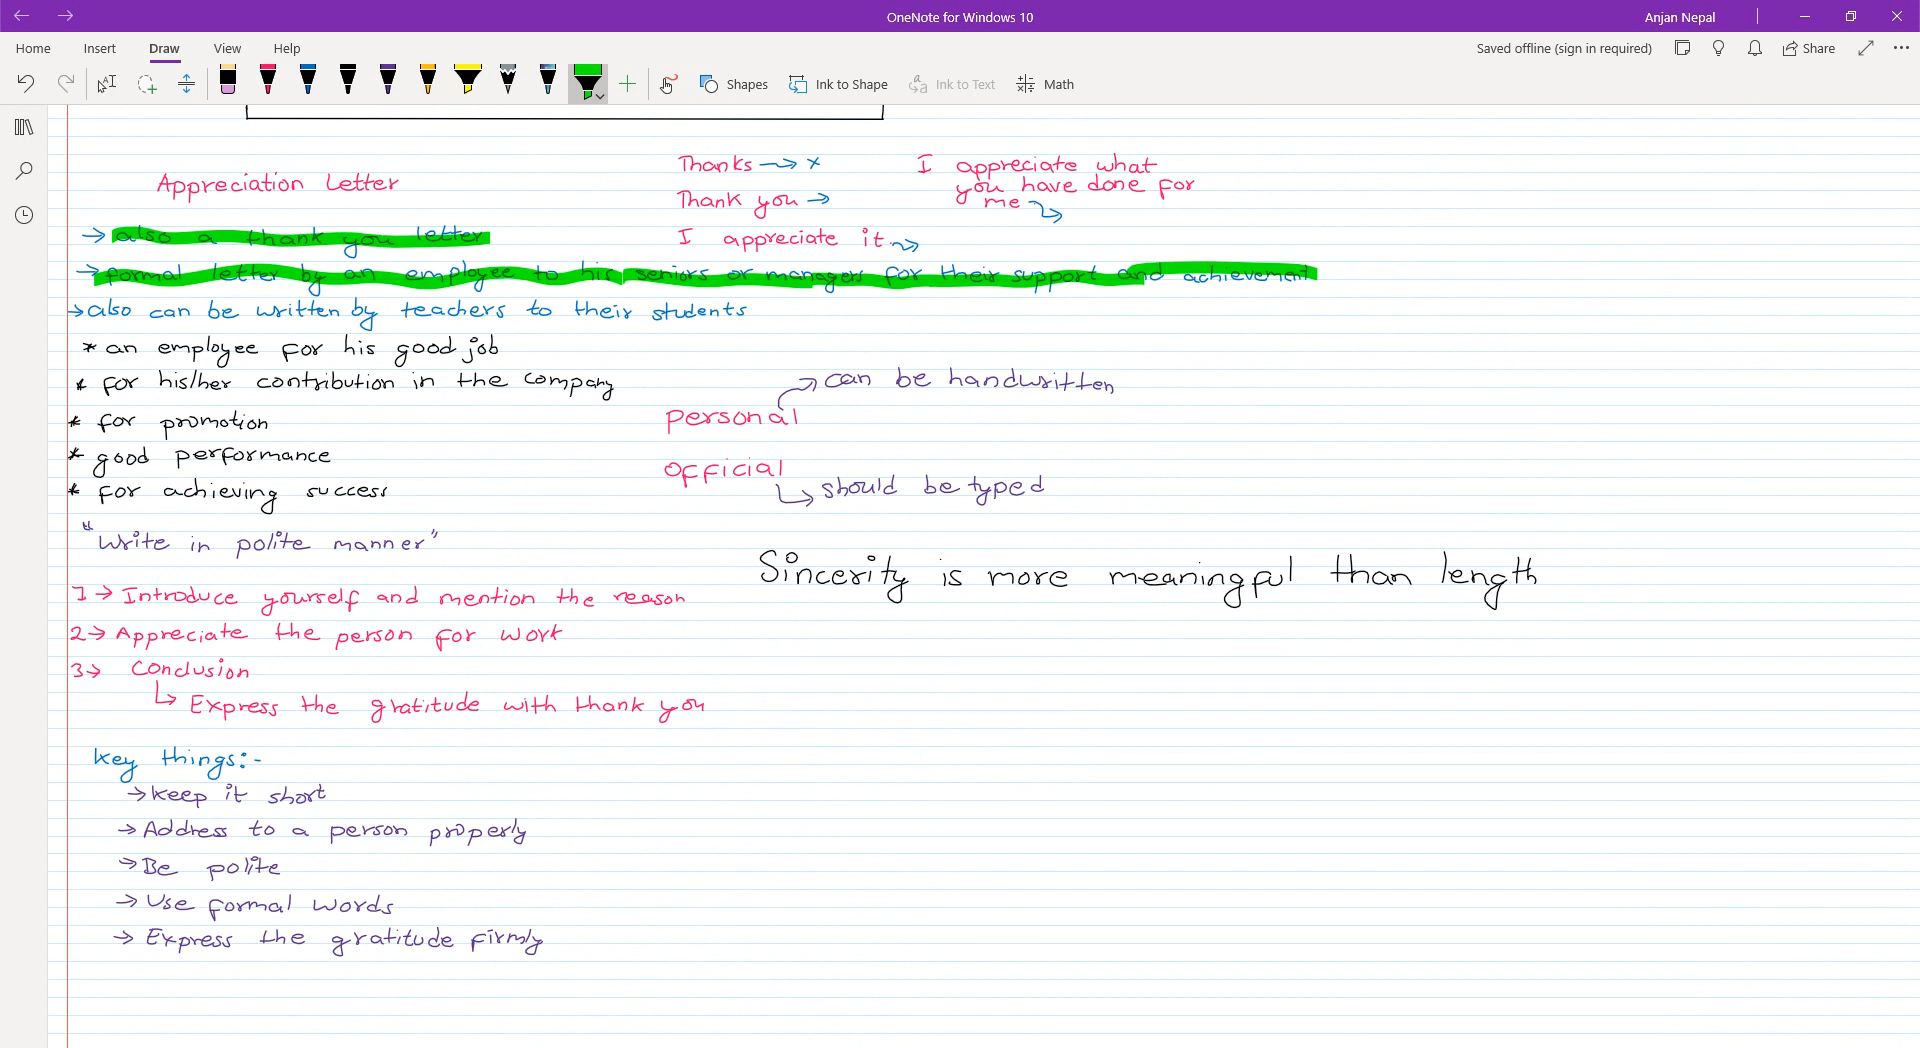 OneNote for Windows 10
Anjan Nepal
Home Insert Draw View Help
Saved offline (sign in required)
Share
Shapes
Ink to Shape
Ink to Text
Math
Appreciation Letter
Thanks → x
Thank you →
I appreciate it →
I appreciate what
you have done for
me →
→ also a thank you letter
→ formal letter by an employee to his seniors or managers for their support and achievement
→ also can be written by teachers to their students
* an employee for his good job
* for his/her contribution in the company
* for promotion
* good performance
* for achieving success
can be handwritten
Personal
Official
should be typed
"Write in polite manner"
Sincerity is more meaningful than length
1 → Introduce yourself and mention the reason
2 → Appreciate the person for work
3 → Conclusion
↳ Express the gratitude with thank you
Key things:-
→ Keep it short
→ Address to a person properly
→ Be polite
→ Use formal words
→ Express the gratitude firmly